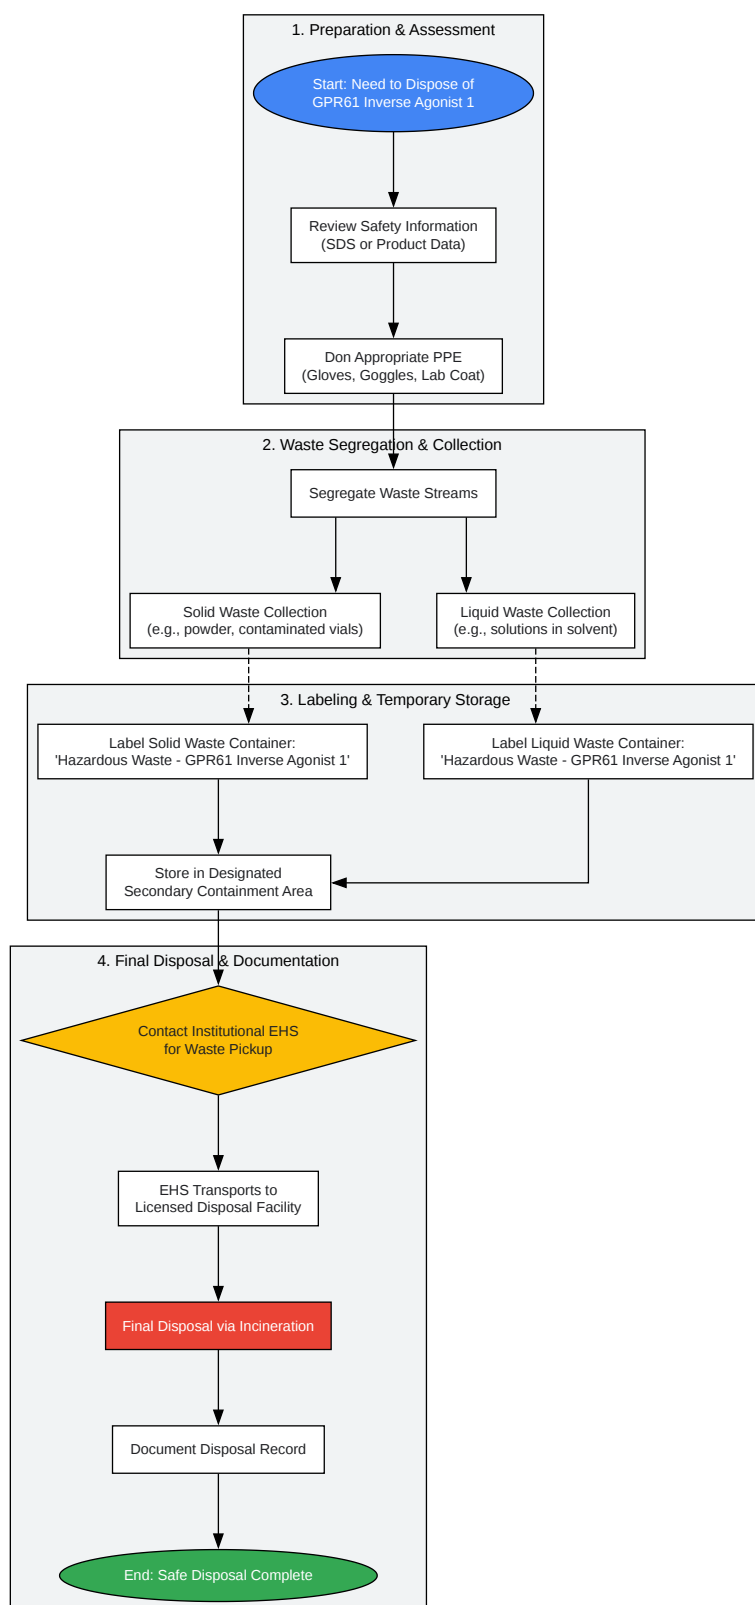 1. Preparation & Assessment
Start: Need to Dispose of
GPR61 Inverse Agonist 1
Review Safety Information
(SDS or Product Data)
Don Appropriate PPE
(Gloves, Goggles, Lab Coat)
2. Waste Segregation & Collection
Segregate Waste Streams
Solid Waste Collection
(e.g., powder, contaminated vials)
Liquid Waste Collection
(e.g., solutions in solvent)
3. Labeling & Temporary Storage
Label Solid Waste Container:
'Hazardous Waste - GPR61 Inverse Agonist 1'
Label Liquid Waste Container:
'Hazardous Waste - GPR61 Inverse Agonist 1'
Store in Designated
Secondary Containment Area
4. Final Disposal & Documentation
Contact Institutional EHS
for Waste Pickup
EHS Transports to
Licensed Disposal Facility
Final Disposal via Incineration
Document Disposal Record
End: Safe Disposal Complete